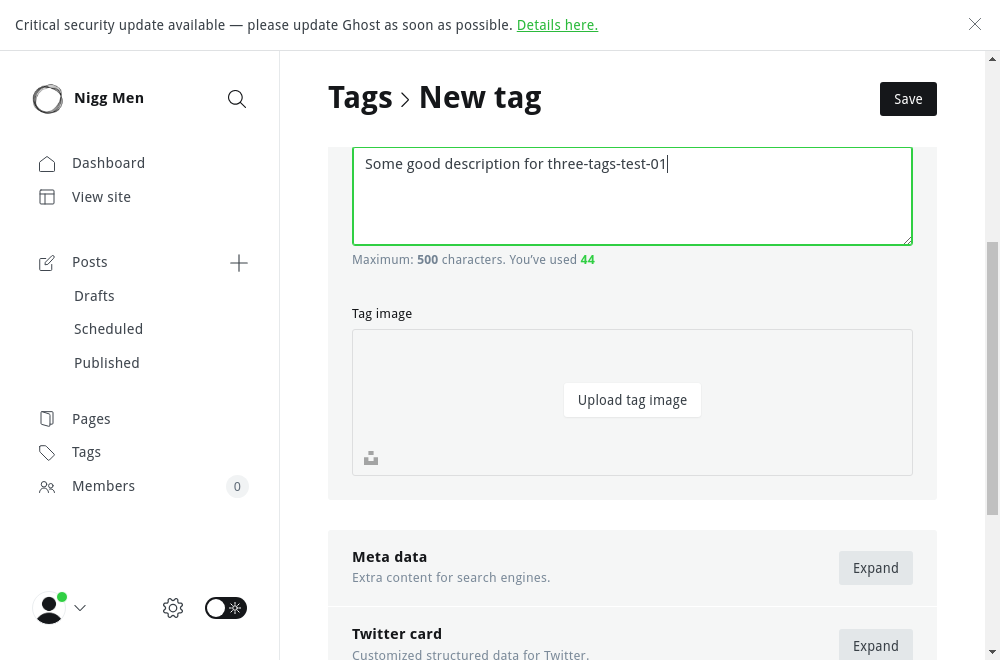 Critical security update available — please update Ghost as soon as possible. Details here.
Nigg Men
Dashboard
View site
Posts
Drafts
Scheduled
Published
Pages
Tags
Members 0
Tags > New tag
Save
Some good description for three-tags-test-01
Maximum: 500 characters. You’ve used 44
Tag image
Upload tag image
Meta data
Extra content for search engines.
Expand
Twitter card
Customized structured data for Twitter.
Expand